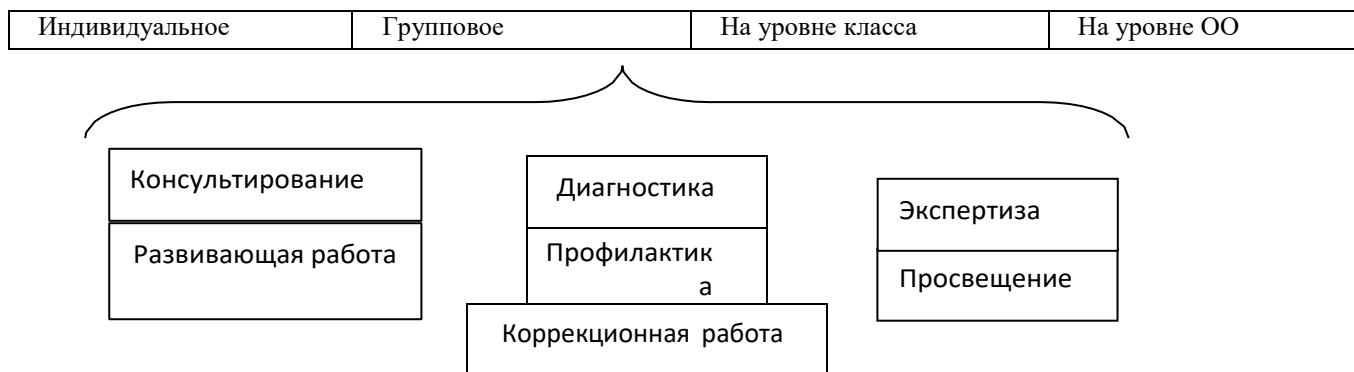 Индивидуальное Групповое На уровне класса На уровне ОО
Консультирование
Развивающая работа
Диагностика
Профилактик
а
Коррекционная работа
Экспертиза
Просвещение